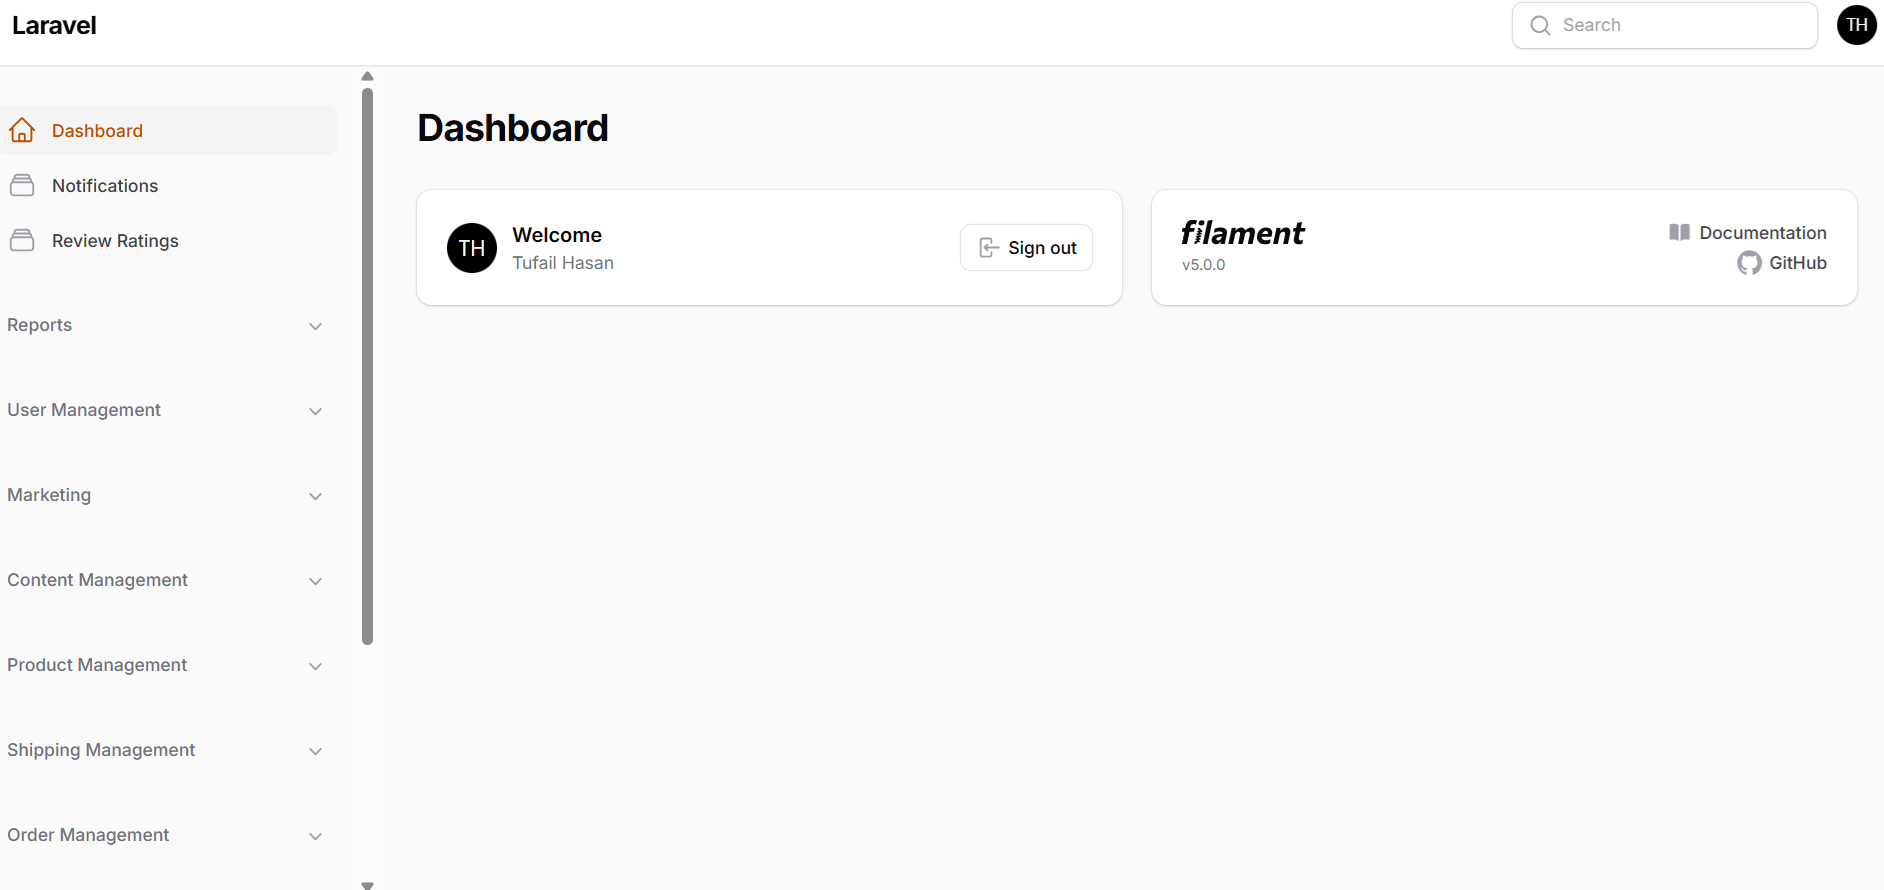 Laravel
Search
TH
Dashboard
Notifications
Review Ratings
Reports
User Management
Marketing
Content Management
Product Management
Shipping Management
Order Management
Dashboard
TH
Welcome
Tufail Hasan
Sign out
filament
v5.0.0
Documentation
GitHub